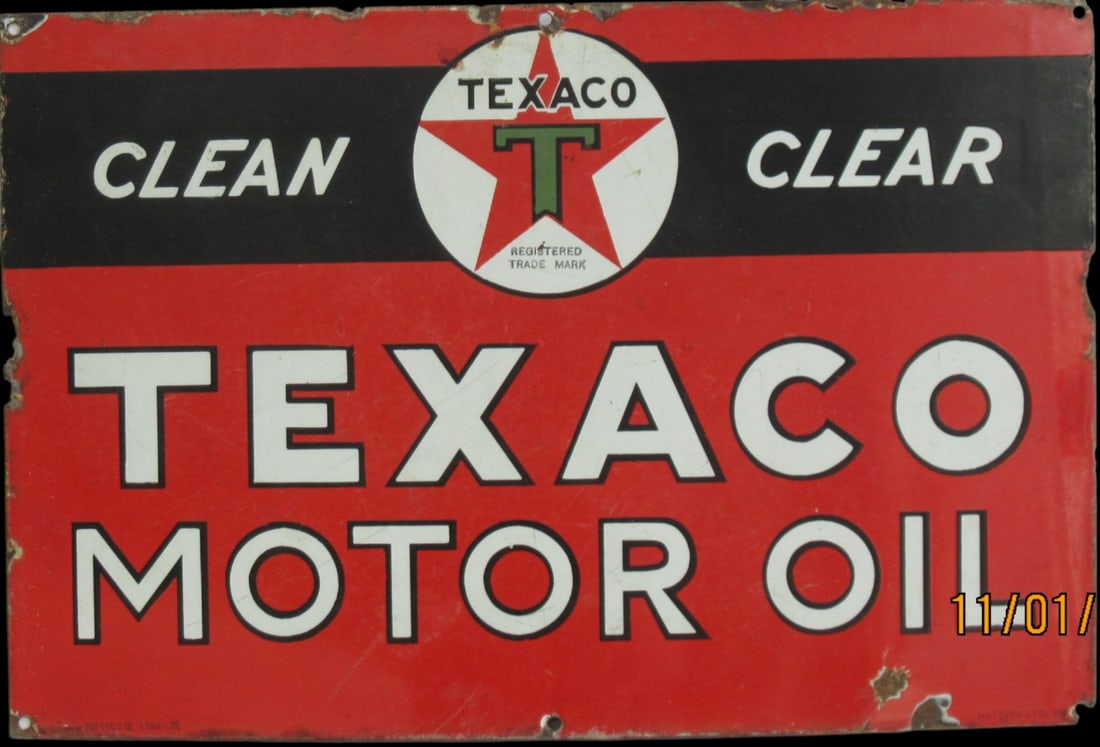 TEXACO
T
REGISTERED
TRADE MARK
CLEAN CLEAR
TEXACO
MOTOR OIL
11/01/